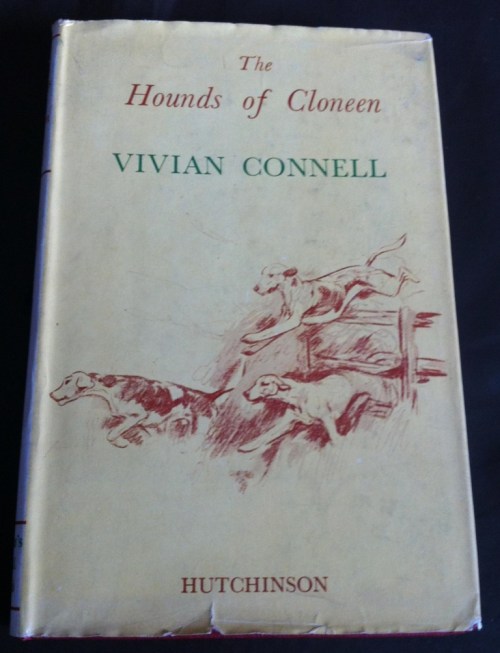 The
Hounds of Cloneen
VIVIAN CONNELL
HUTCHINSON